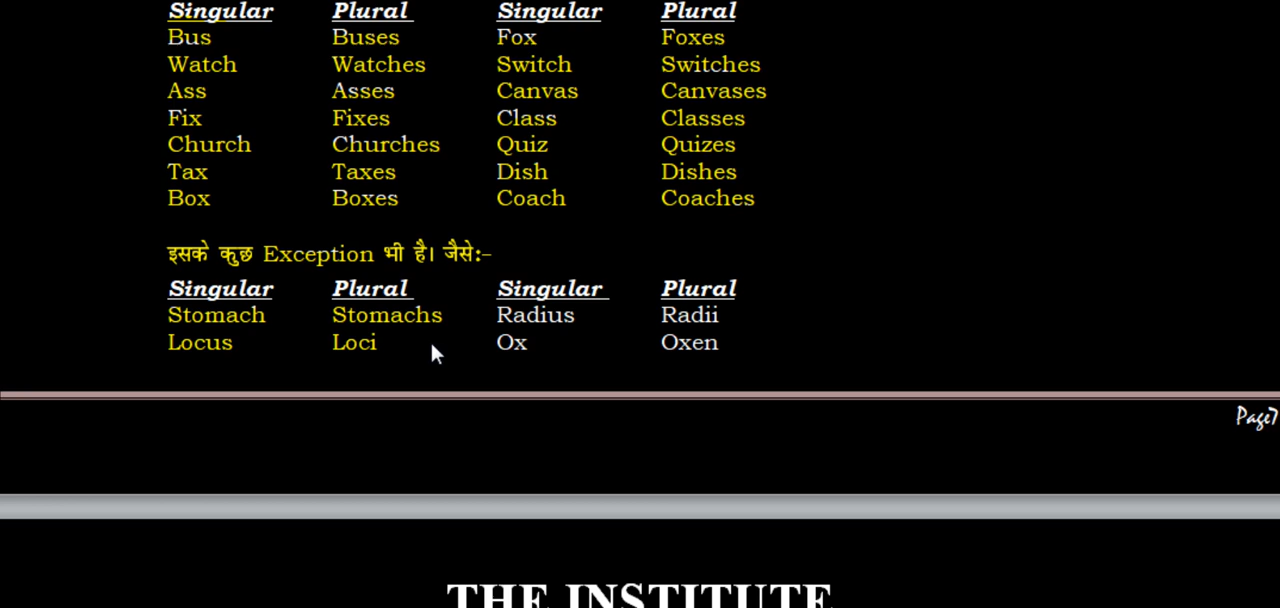 Singular Plural Singular Plural
Bus Buses Fox Foxes
Watch Watches Switch Switches
Ass Asses Canvas Canvases
Fix Fixes Class Classes
Church Churches Quiz Quizes
Tax Taxes Dish Dishes
Box Boxes Coach Coaches
इसके कुछ Exception भी है। जैसे:-
Singular Plural Singular Plural
Stomach Stomachs Radius Radii
Locus Loci Ox Oxen
Page7
THE INSTITUTE